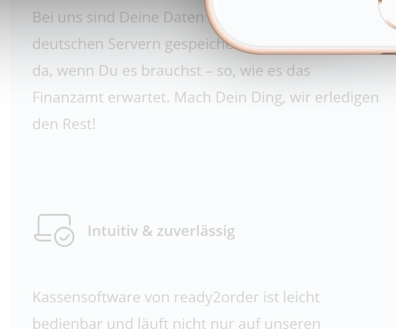 Bei uns sind Deine Daten
deutschen Servern
da, wenn Du es brauchst – so, wie es das
Finanzamt erwartet. Mach Dein Ding, wir erledigen
den Rest!
Intuitiv & zuverlässig
Kassensoftware von ready2order ist leicht
bedienbar und läuft nicht nur auf unseren